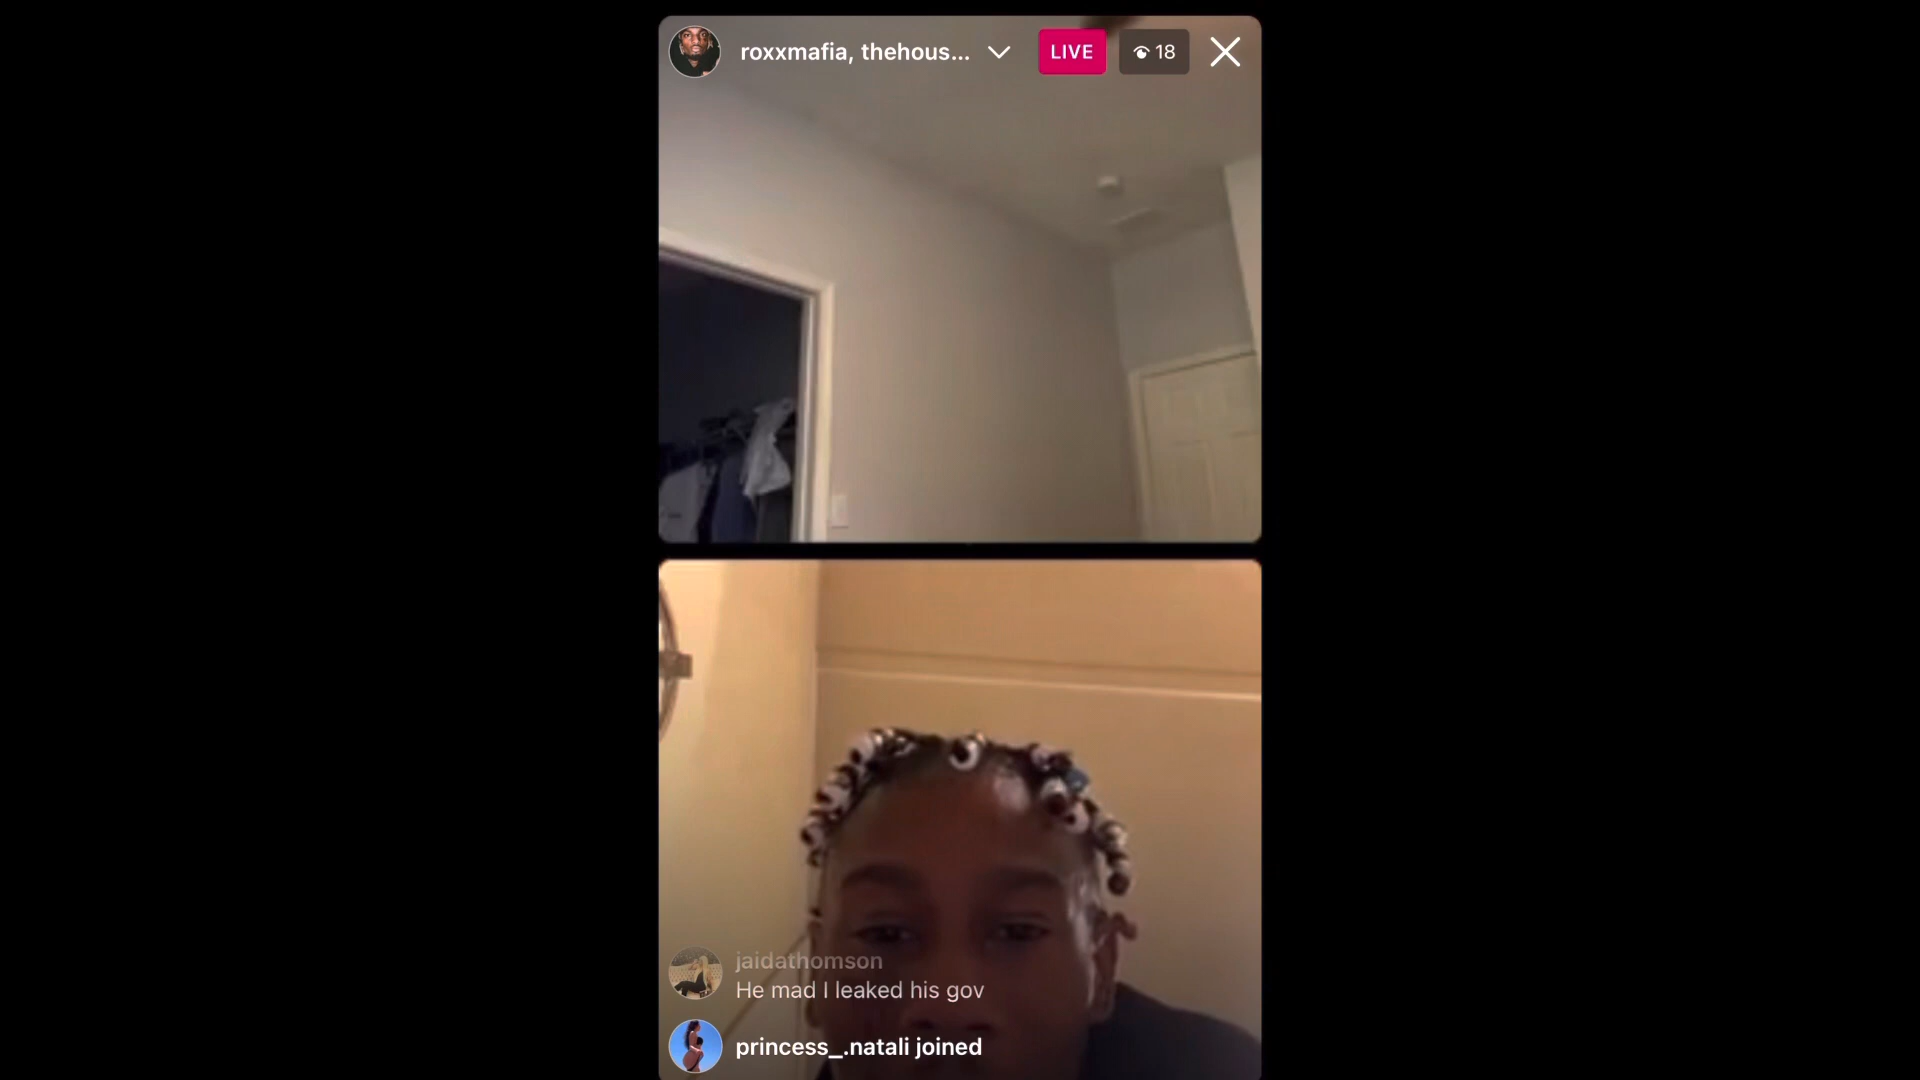 roxxmafia, thehous...
LIVE
18
jaidathomson
He mad I leaked his gov
princess_.natali joined